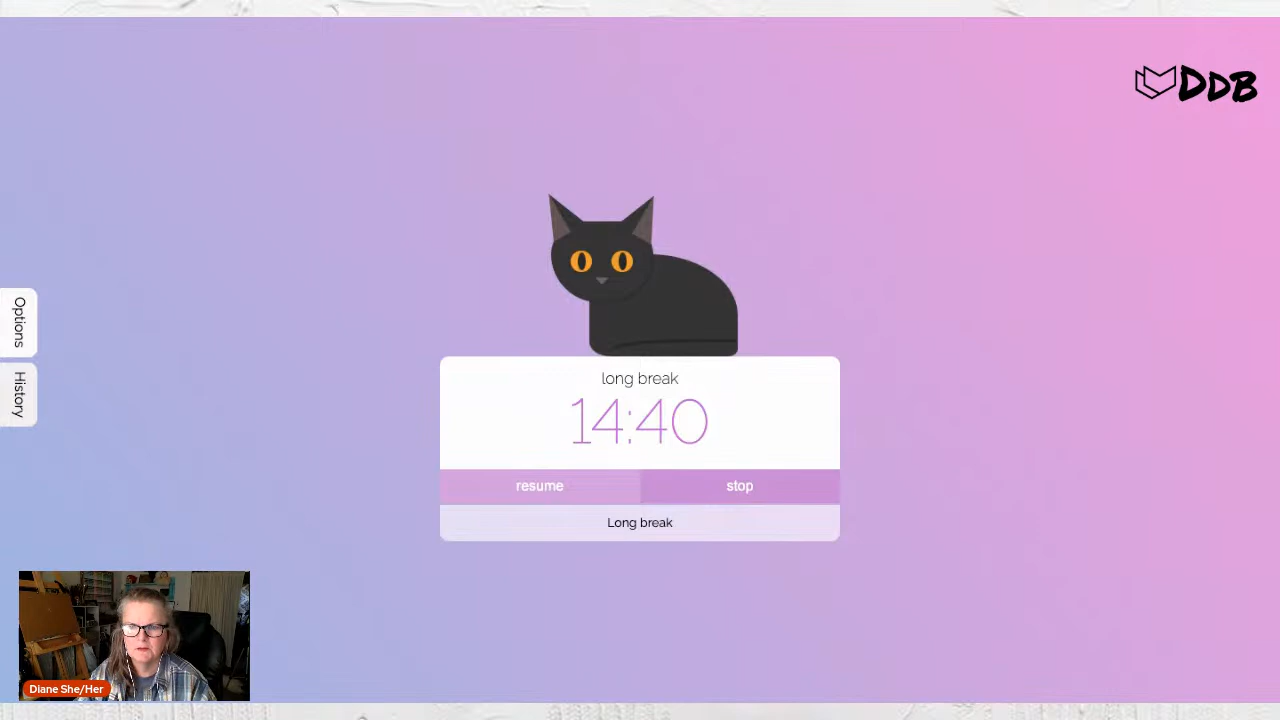 DDB
Options
History
long break
14:40
resume
stop
Long break
Diane She/Her